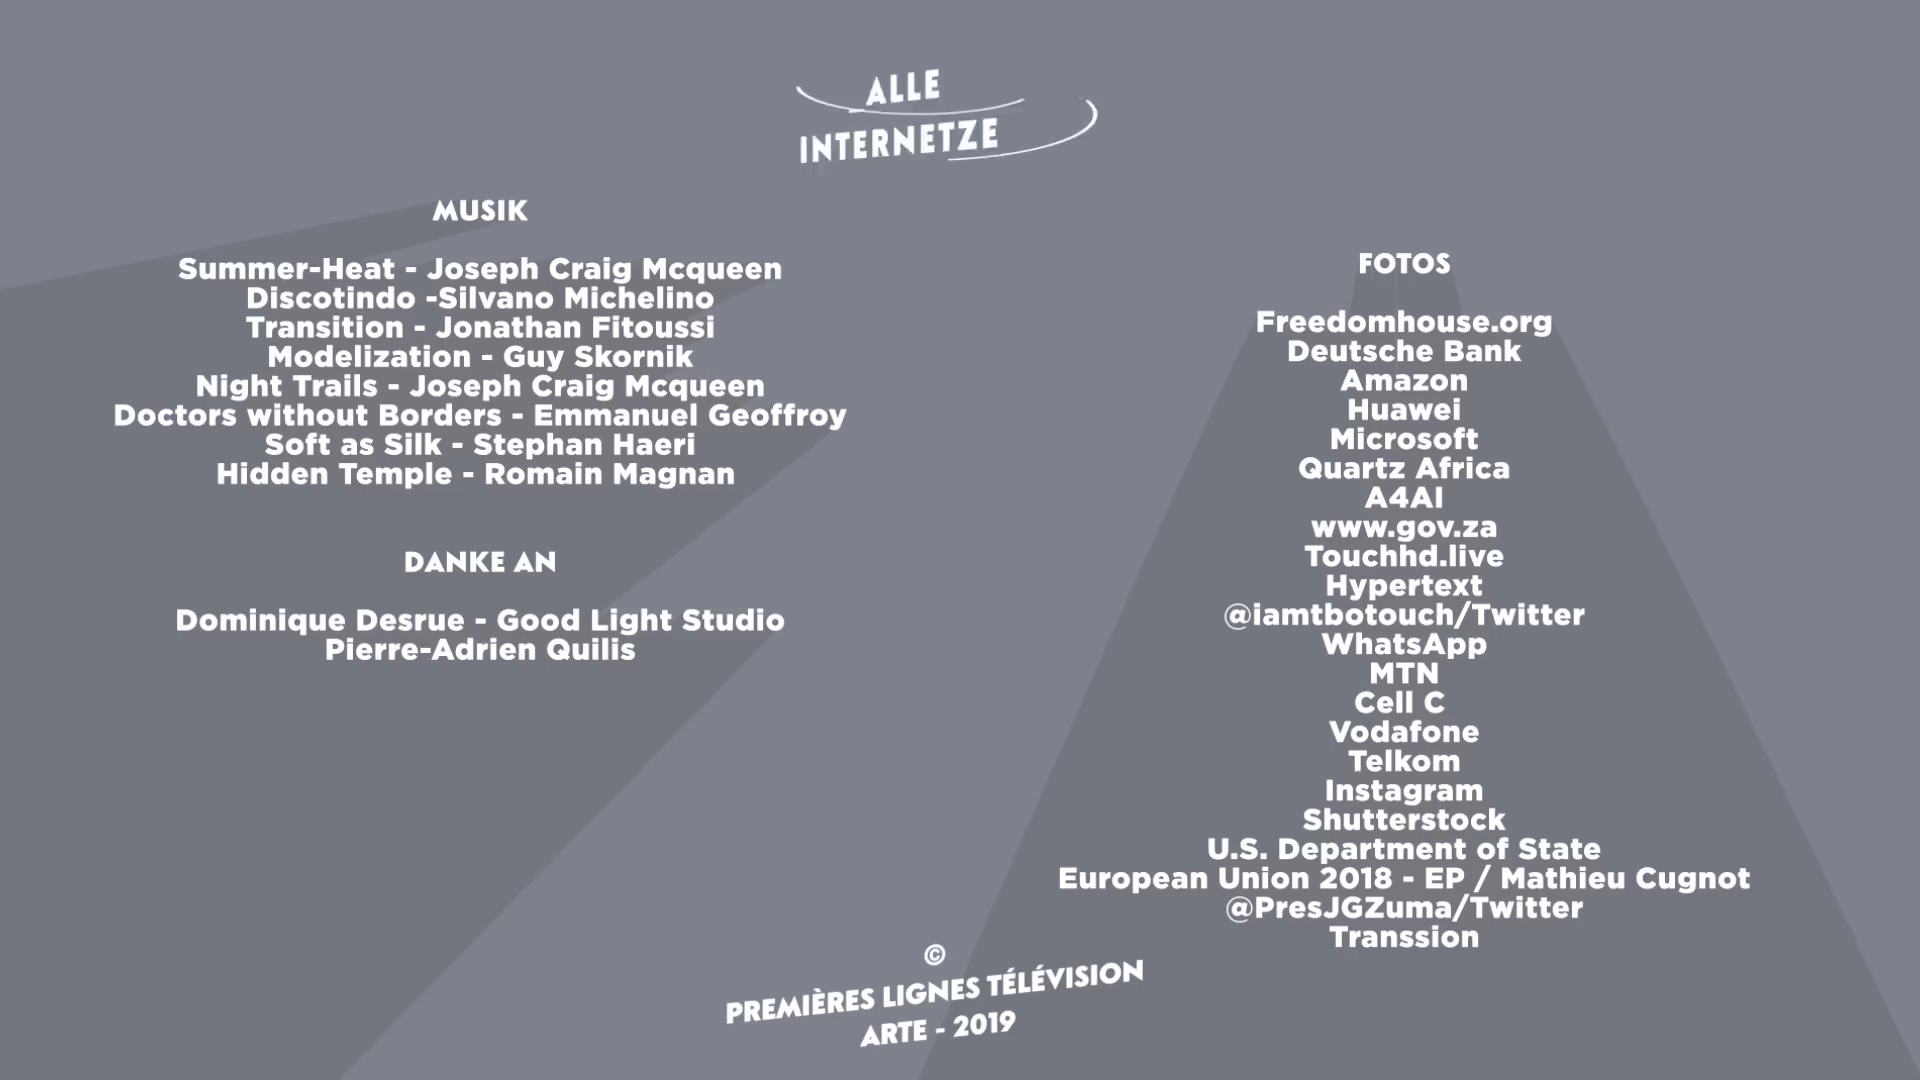 ALLE
INTERNETZE
MUSIK
Summer-Heat - Joseph Craig Mcqueen
Discotindo -Silvano Michelino
Transition - Jonathan Fitoussi
Modelization - Guy Skornik
Night Trails - Joseph Craig Mcqueen
Doctors without Borders - Emmanuel Geoffroy
Soft as Silk - Stephan Haeri
Hidden Temple - Romain Magnan
DANKE AN
Dominique Desrue - Good Light Studio
Pierre-Adrien Quilis
FOTOS
Freedomhouse.org
Deutsche Bank
Amazon
Huawei
Microsoft
Quartz Africa
A4AI
www.gov.za
Touchhd.live
Hypertext
@iamtbotouch/Twitter
WhatsApp
MTN
Cell C
Vodafone
Telkom
Instagram
Shutterstock
U.S. Department of State
European Union 2018 - EP / Mathieu Cugnot
@PresJGZuma/Twitter
Transsion
©
PREMIÈRES LIGNES TÉLÉVISION
ARTE - 2019